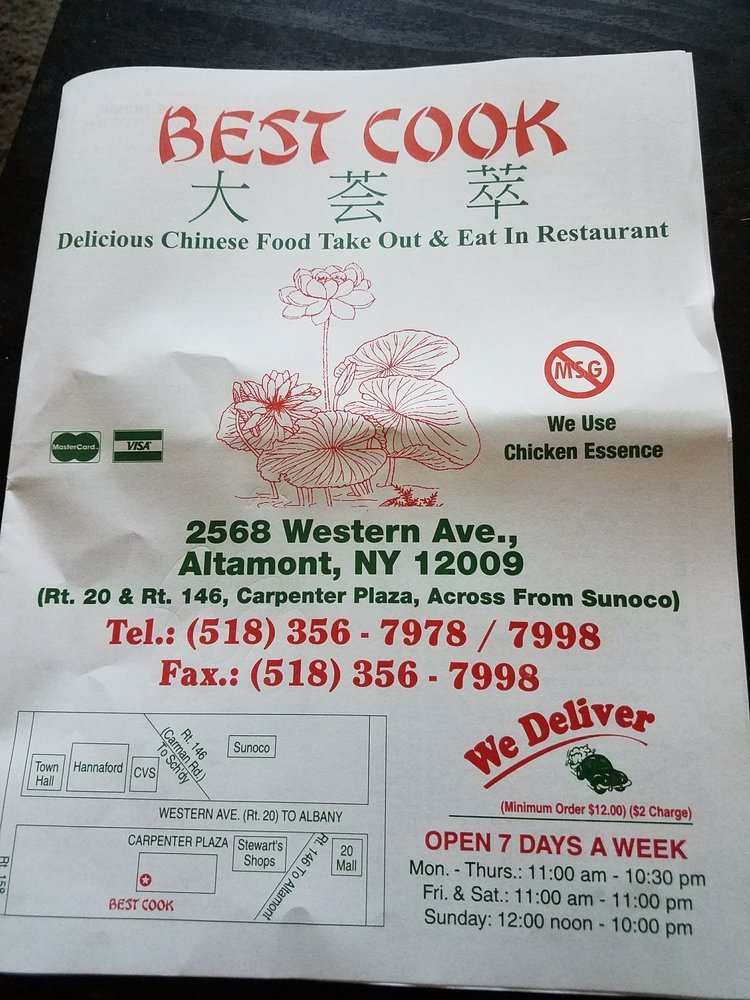 BEST COOK
大荟萃
Delicious Chinese Food Take Out & Eat In Restaurant
MSG
We Use
Chicken Essence
MasterCard
VISA
2568 Western Ave.,
Altamont, NY 12009
(Rt. 20 & Rt. 146, Carpenter Plaza, Across From Sunoco)
Tel.: (518) 356 - 7978 / 7998
Fax.: (518) 356 - 7998
Town
Hall
Hannaford
CVS
Rt. 146
(Carman Rd.)
To Sch'dy
Sunoco
WESTERN AVE. (Rt. 20) TO ALBANY
CARPENTER PLAZA
Stewart's
Shops
Rt. 146 To Altamont
20
Mall
Rt. 158
BEST COOK
We Deliver
(Minimum Order $12.00) ($2 Charge)
OPEN 7 DAYS A WEEK
Mon. - Thurs.: 11:00 am - 10:30 pm
Fri. & Sat.: 11:00 am - 11:00 pm
Sunday: 12:00 noon - 10:00 pm